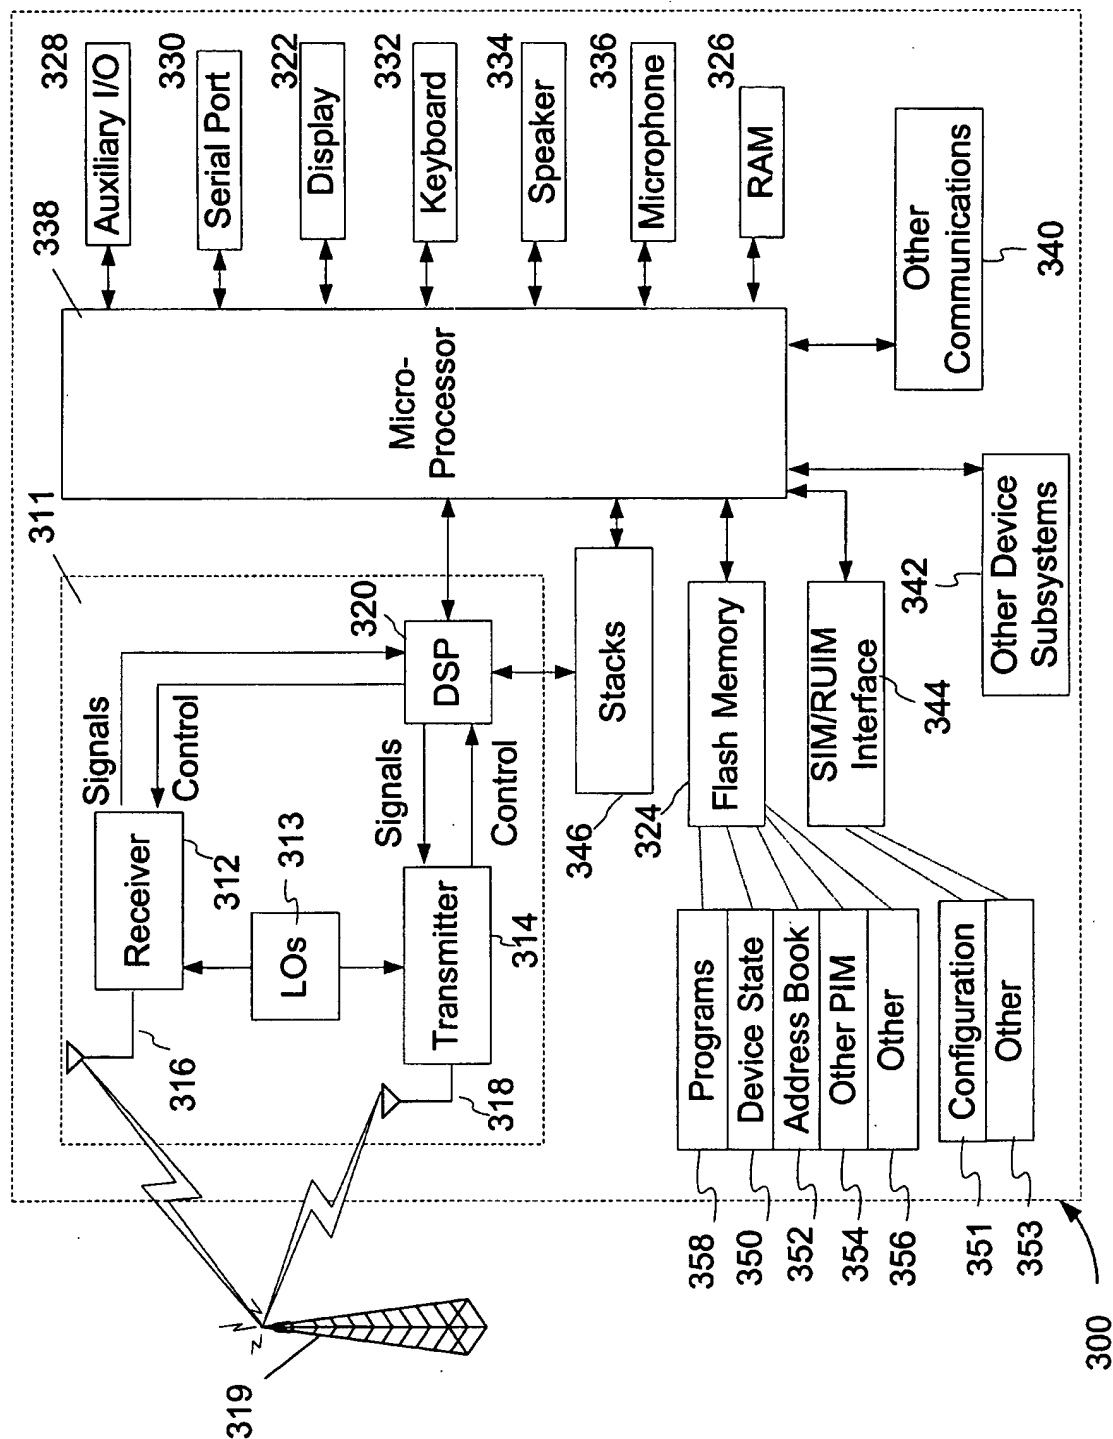 319
300
311
338
316
318
Receiver
312
LOs
313
Transmitter
314
Signals
Control
Signals
Control
DSP
320
Micro-
Processor
Auxiliary I/O
328
Serial Port
330
Display
322
Keyboard
332
Speaker
334
Microphone
336
RAM
326
Stacks
346
Flash Memory
324
SIM/RUIM
Interface
344
Other Device
Subsystems
342
Other
Communications
340
358
Programs
350
Device State
352
Address Book
354
Other PIM
356
Other
351
Configuration
353
Other